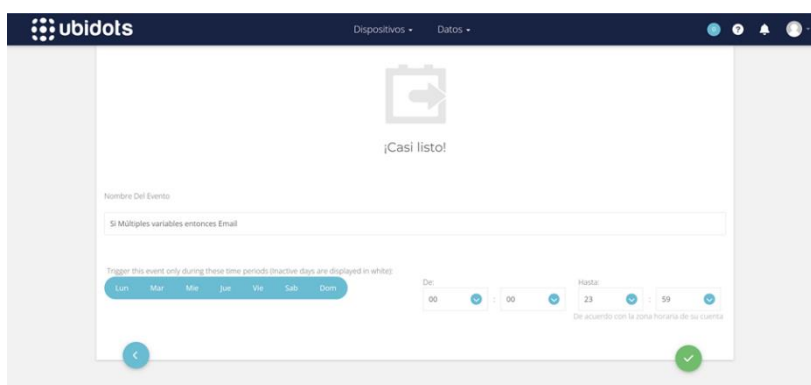 ubidots
Dispositivos
Datos
¡Casi listo!
Nombre Del Evento
Si Múltiples variables entonces Email
Trigger this event only during these time periods (Inactive days are displayed in white):
Lun Mar Mie Jue Vie Sab Dom
De:
00 : 00
Hasta:
23 : 59
De acuerdo con la zona horaria de su cuenta